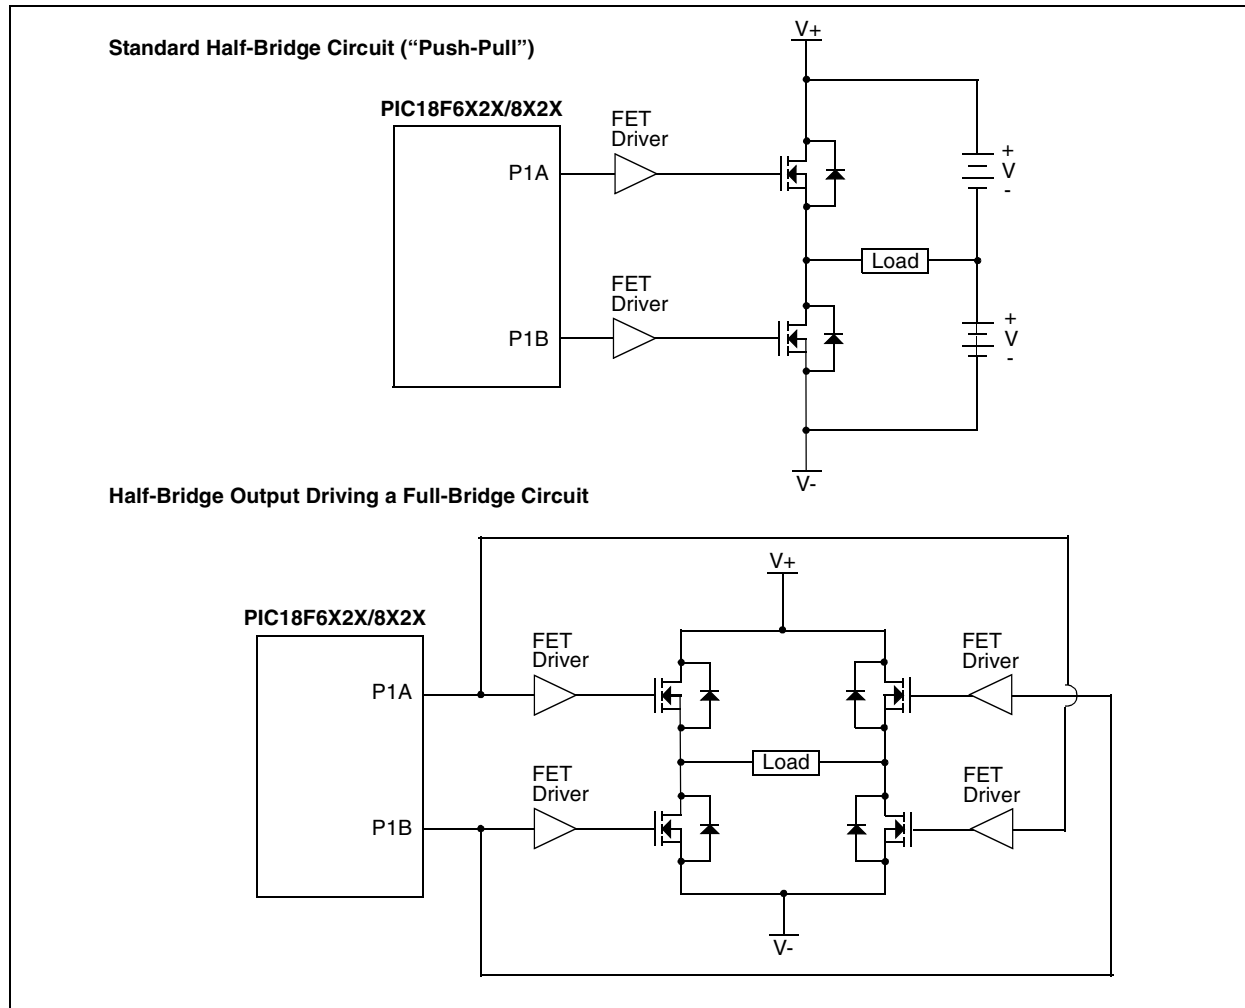 Standard Half-Bridge Circuit (“Push-Pull”)
V+
PIC18F6X2X/8X2X
FET
Driver
P1A
+
V
-
Load
FET
Driver
P1B
+
V
-
V-
Half-Bridge Output Driving a Full-Bridge Circuit
V+
PIC18F6X2X/8X2X
FET
Driver
FET
Driver
P1A
Load
FET
Driver
FET
Driver
P1B
V-